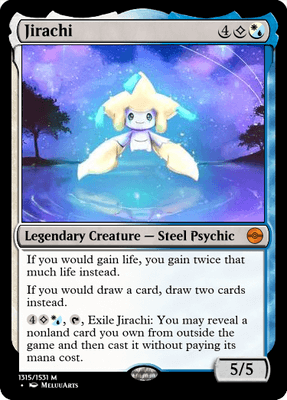 Jirachi 4
Legendary Creature — Steel Psychic
If you would gain life, you gain twice that
much life instead.
If you would draw a card, draw two cards
instead.
4, , Exile Jirachi: You may reveal a
nonland card you own from outside the
game and then cast it without paying its
mana cost.
5/5
1315/1531 M
• MeluuArts